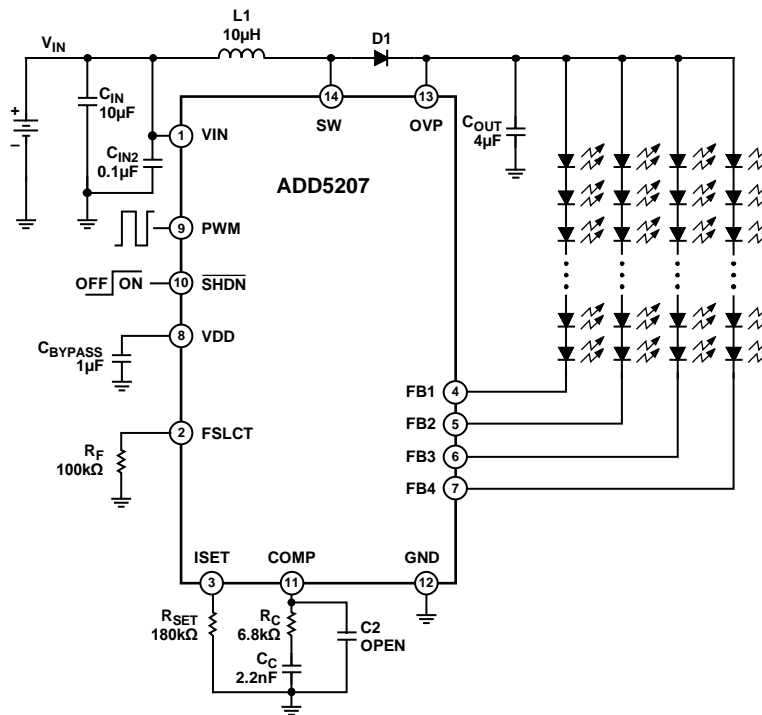 L1
10µH
D1
VIN
CIN
10µF
14
13
SW
OVP
COUT
4µF
1
VIN
CIN2
0.1µF
ADD5207
9
PWM
OFF
ON
10
SHDN
8
VDD
CBYPASS
1µF
FB1
4
FB2
5
2
FSLCT
RF
100kΩ
FB3
6
FB4
7
ISET
COMP
GND
3
11
12
RSET
180kΩ
RC
6.8kΩ
C2
OPEN
CC
2.2nF